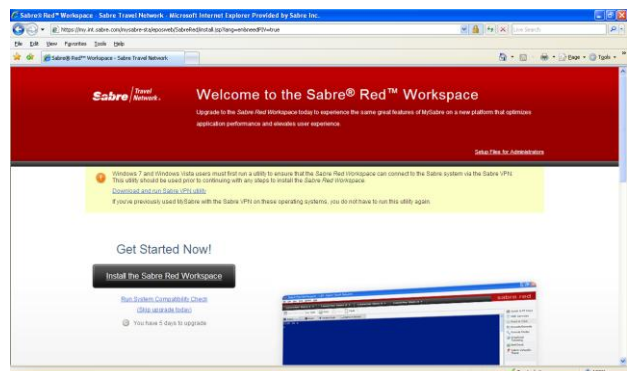 Sabre® Red™ Workspace - Sabre Travel Network - Microsoft Internet Explorer Provided by Sabre Inc.
File Edit View Favorites Tools Help
Sabre® Red™ Workspace - Sabre Travel Network
Page Tools
Sabre Travel Network.
Welcome to the Sabre® Red™ Workspace
Upgrade to the Sabre Red Workspace today to experience the same great features of MySabre on a new platform that optimizes
application performance and elevates user experience.
Setup Files for Administrators
Windows 7 and Windows Vista users must first run a utility to ensure that the Sabre Red Workspace can connect to the Sabre system via the Sabre VPN.
This utility should be used prior to continuing with any steps to install the Sabre Red Workspace.
Download and run Sabre VPN utility
If you've previously used MySabre with the Sabre VPN on these operating systems, you do not have to run this utility again.
Get Started Now!
Install the Sabre Red Workspace
Run System Compatibility Check
(Skip upgrade today)
You have 5 days to upgrade
sabre red